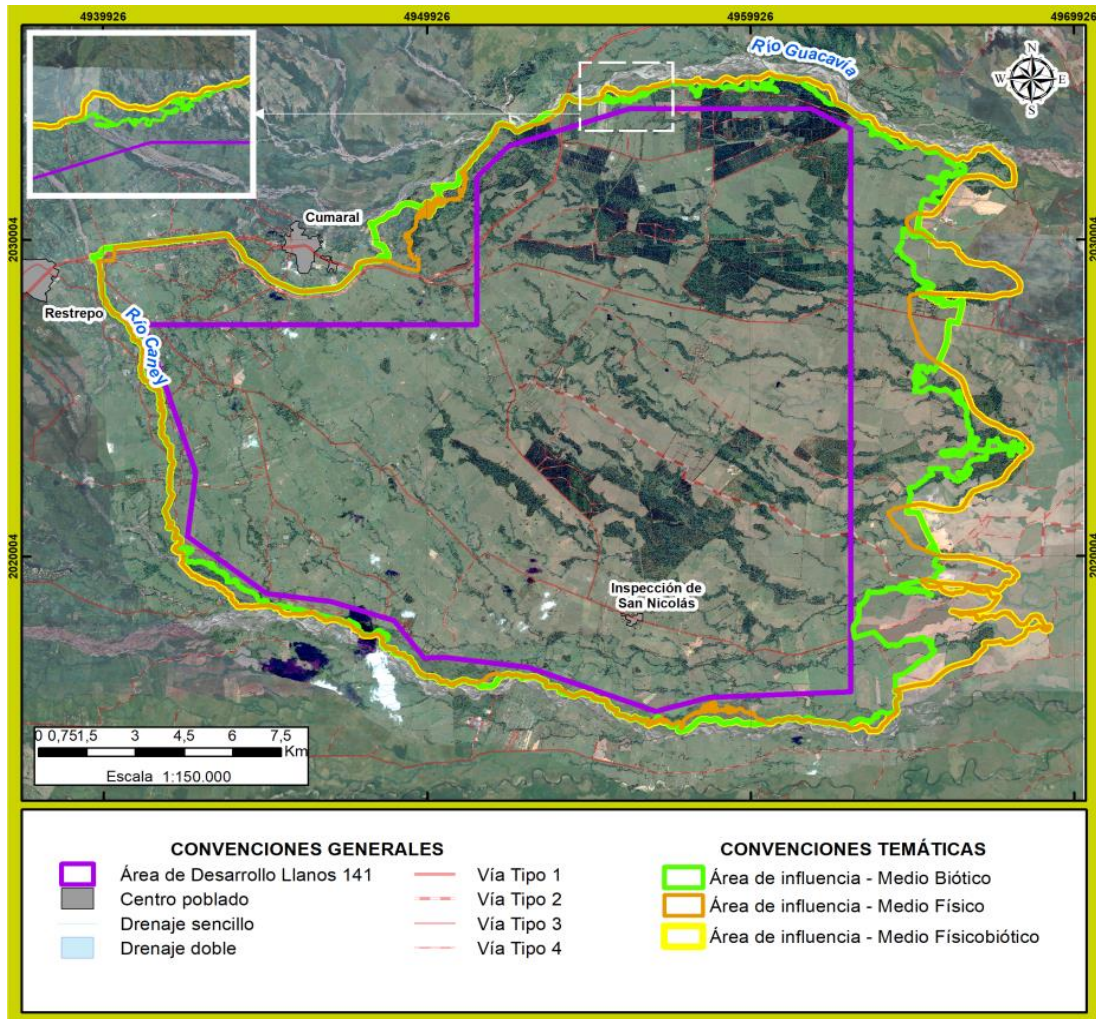 4939926
4949926
4959926
4969926
Río Guacavía
N
W
E
S
Cumaral
2030004
2030004
Restrepo
Río Caney
2020004
2020004
Inspección de
San Nicolás
0 0,751,5 3 4,5 6 7,5
Km
Escala 1:150.000
CONVENCIONES GENERALES
Área de Desarrollo Llanos 141
Centro poblado
Drenaje sencillo
Drenaje doble
Vía Tipo 1
Vía Tipo 2
Vía Tipo 3
Vía Tipo 4
CONVENCIONES TEMÁTICAS
Área de influencia - Medio Biótico
Área de influencia - Medio Físico
Área de influencia - Medio Físicobiótico